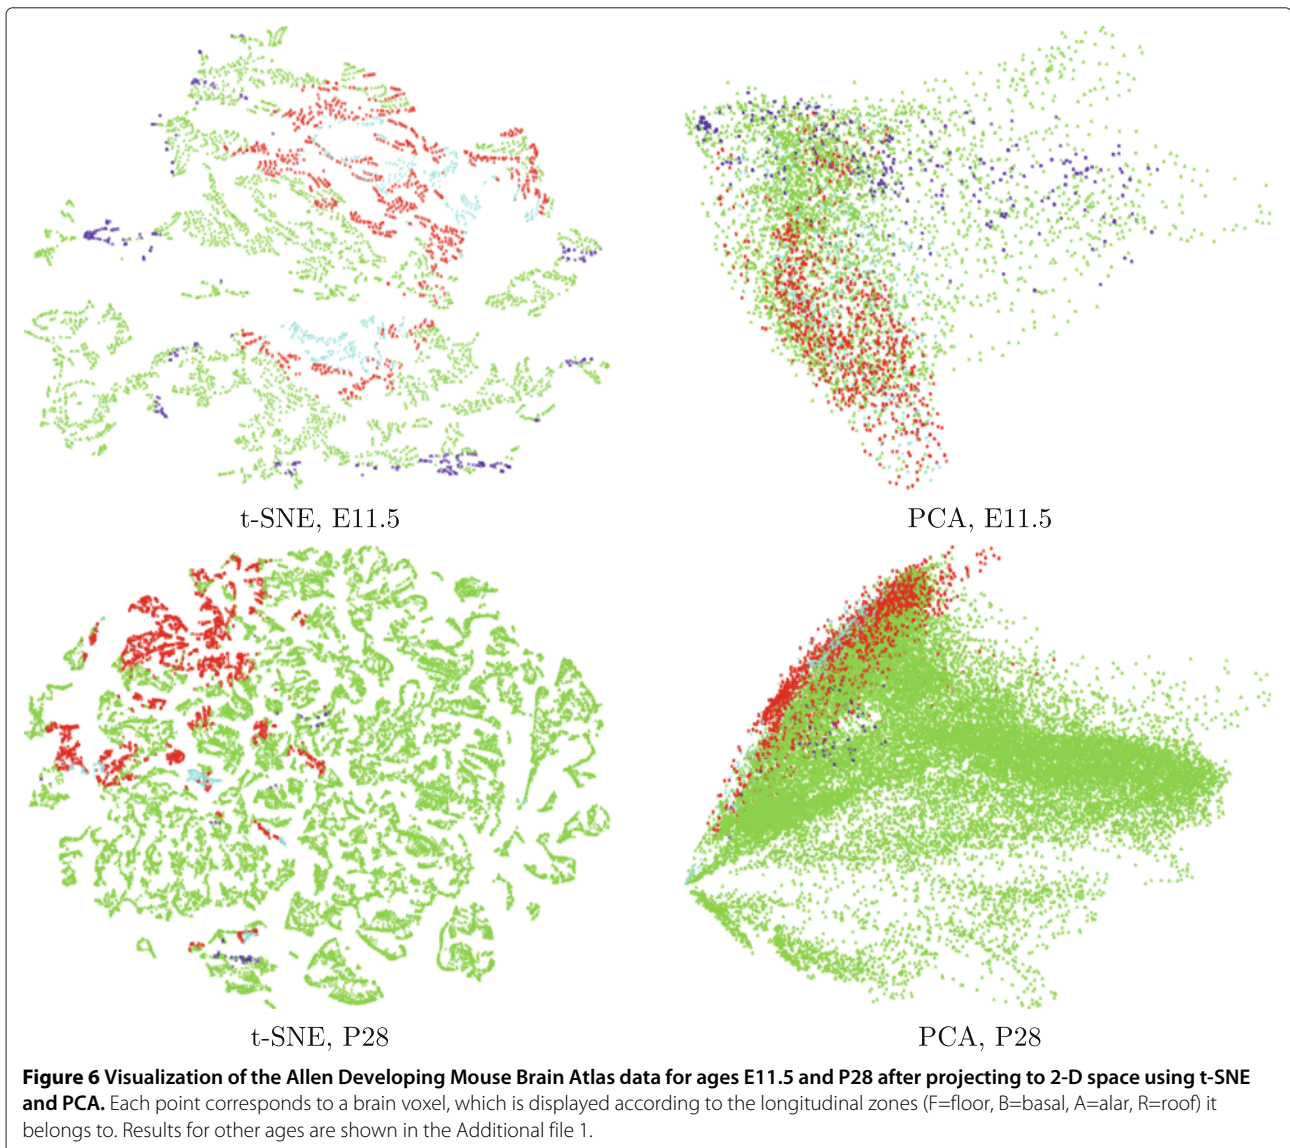 t-SNE, E11.5
PCA, E11.5
t-SNE, P28
PCA, P28
Figure 6 Visualization of the Allen Developing Mouse Brain Atlas data for ages E11.5 and P28 after projecting to 2-D space using t-SNE
and PCA. Each point corresponds to a brain voxel, which is displayed according to the longitudinal zones (F=floor, B=basal, A=alar, R=roof) it
belongs to. Results for other ages are shown in the Additional file 1.